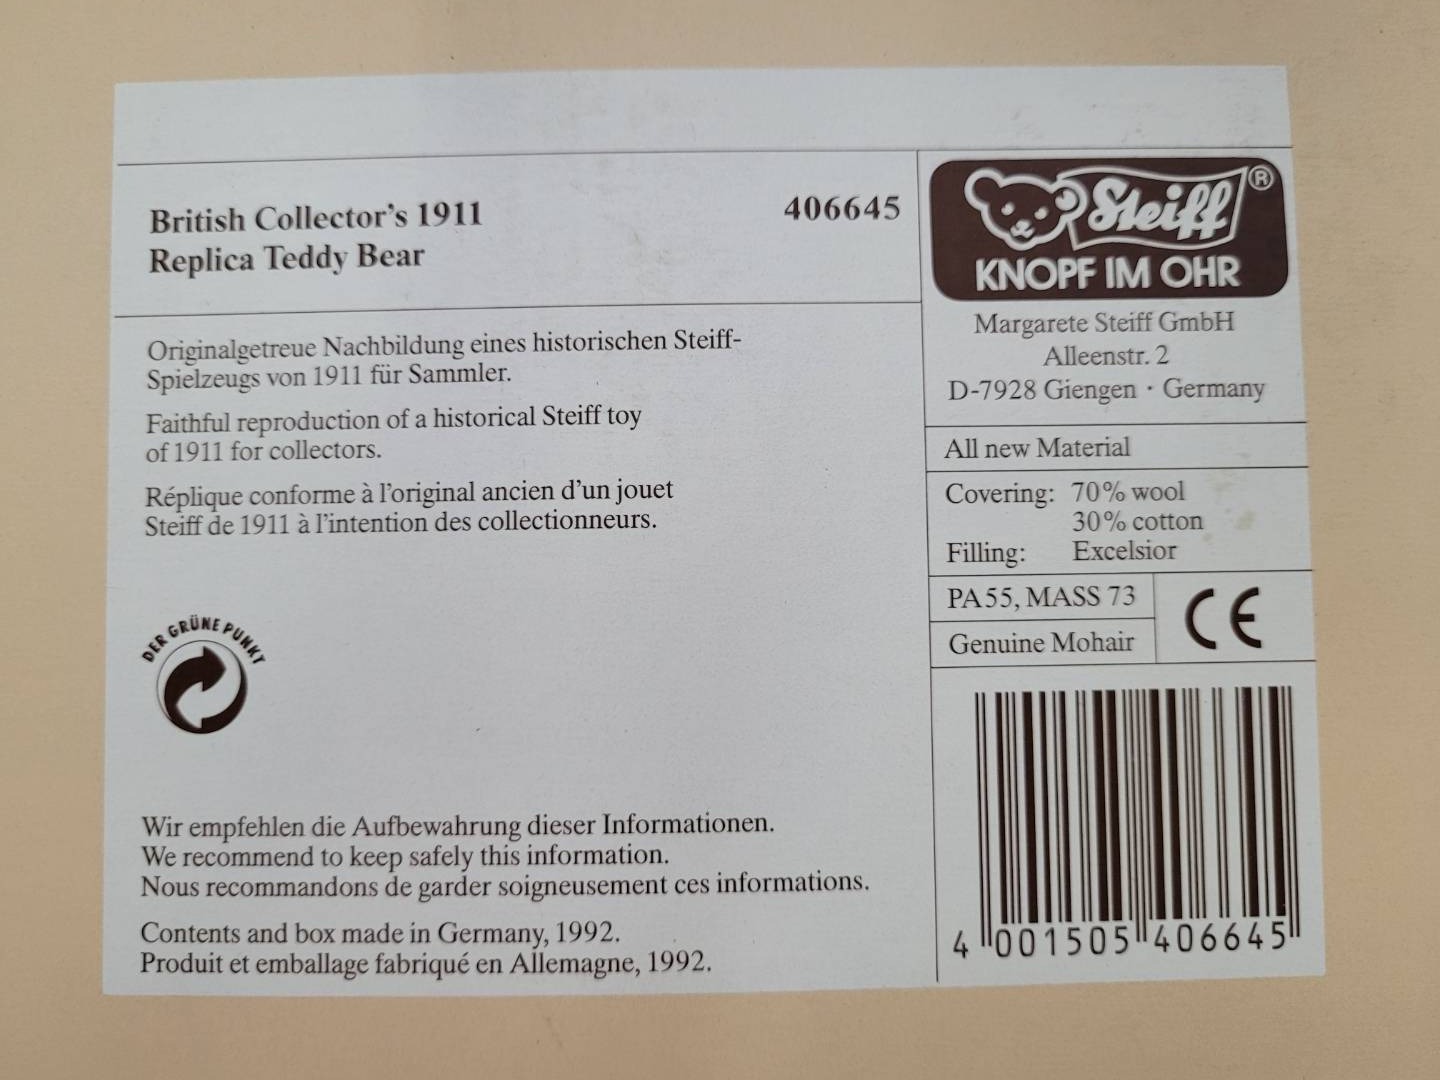 British Collector's 1911
Replica Teddy Bear
406645
Originalgetreue Nachbildung eines historischen Steiff-
Spielzeugs von 1911 für Sammler.
Faithful reproduction of a historical Steiff toy
of 1911 for collectors.
Réplique conforme à l'original ancien d'un jouet
Steiff de 1911 à l'intention des collectionneurs.
DER GRÜNE PUNKT
Wir empfehlen die Aufbewahrung dieser Informationen.
We recommend to keep safely this information.
Nous recommandons de garder soigneusement ces informations.
Contents and box made in Germany, 1992.
Produit et emballage fabriqué en Allemagne, 1992.
Steiff ®
KNOPF IM OHR
Margarete Steiff GmbH
Alleenstr. 2
D-7928 Giengen · Germany
All new Material
Covering: 70% wool
30% cotton
Filling: Excelsior
PA55, MASS 73
Genuine Mohair
CE
4 001505 406645